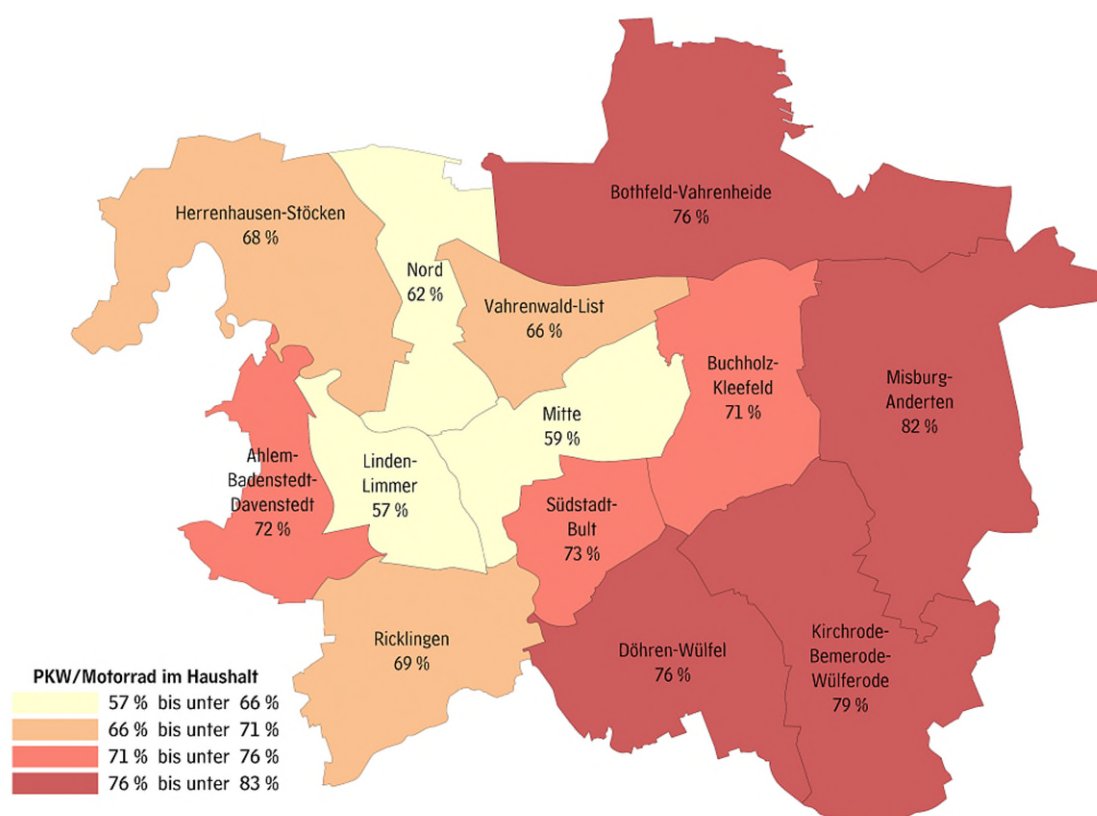 Bothfeld-Vahrenheide
76 %
Herrenhausen-Stöcken
68 %
Nord
62 %
Vahrenwald-List
66 %
Buchholz-
Kleefeld
71 %
Misburg-
Anderten
82 %
Mitte
59 %
Ahlem-
Badenstedt-
Davenstedt
72 %
Linden-
Limmer
57 %
Südstadt-
Bult
73 %
Ricklingen
69 %
Döhren-Wülfel
76 %
Kirchrode-
Bemerode-
Wülferode
79 %
PKW/Motorrad im Haushalt
57 % bis unter 66 %
66 % bis unter 71 %
71 % bis unter 76 %
76 % bis unter 83 %